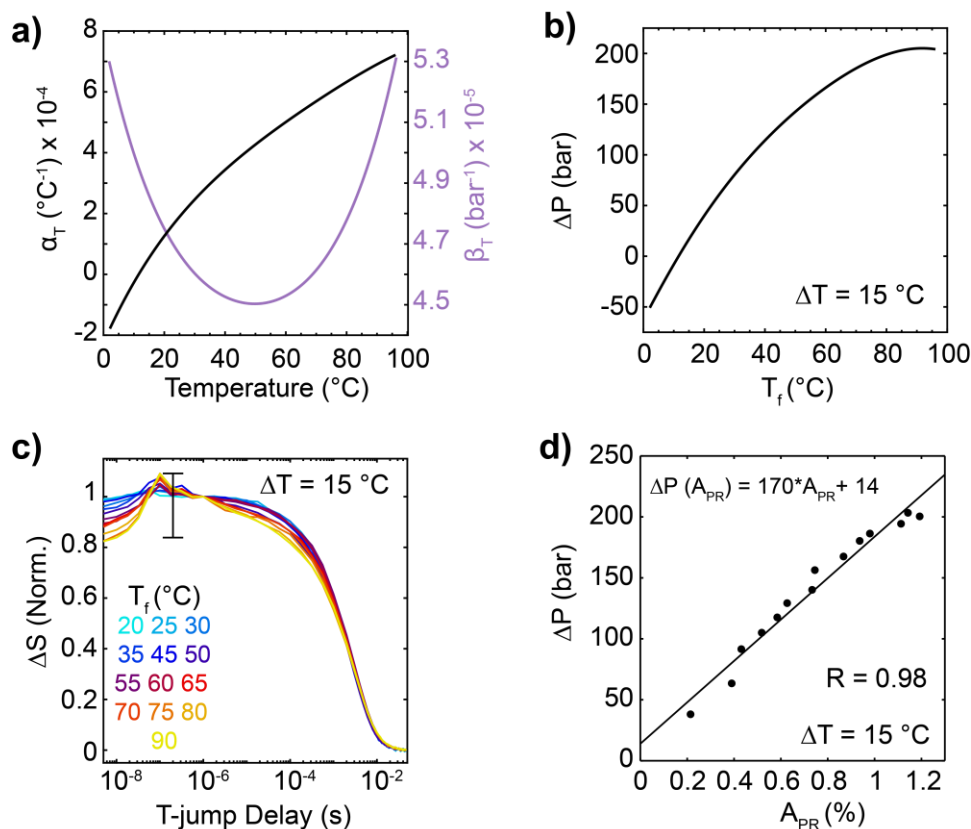 a)
8
6
4
2
0
-2
α_T (°C⁻¹) x 10⁻⁴
5.3
5.1
4.9
4.7
4.5
β_T (bar⁻¹) x 10⁻⁵
0 20 40 60 80 100
Temperature (°C)
b)
200
150
100
50
0
-50
ΔP (bar)
ΔT = 15 °C
0 20 40 60 80 100
T_f (°C)
c)
ΔT = 15 °C
1
0.8
0.6
0.4
0.2
0
ΔS (Norm.)
T_f (°C)
20 25 30
35 45 50
55 60 65
70 75 80
90
10⁻⁸ 10⁻⁶ 10⁻⁴ 10⁻²
T-jump Delay (s)
d)
250
200
150
100
50
0
ΔP (bar)
ΔP (A_PR) = 170*A_PR + 14
R = 0.98
ΔT = 15 °C
0 0.2 0.4 0.6 0.8 1 1.2
A_PR (%)